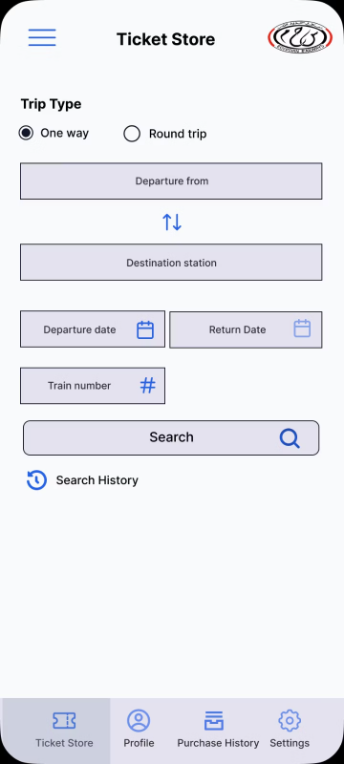 Ticket Store
Trip Type
One way
Round trip
Departure from
Destination station
Departure date
Return Date
Train number
#
Search
Search History
Ticket Store
Profile
Purchase History
Settings